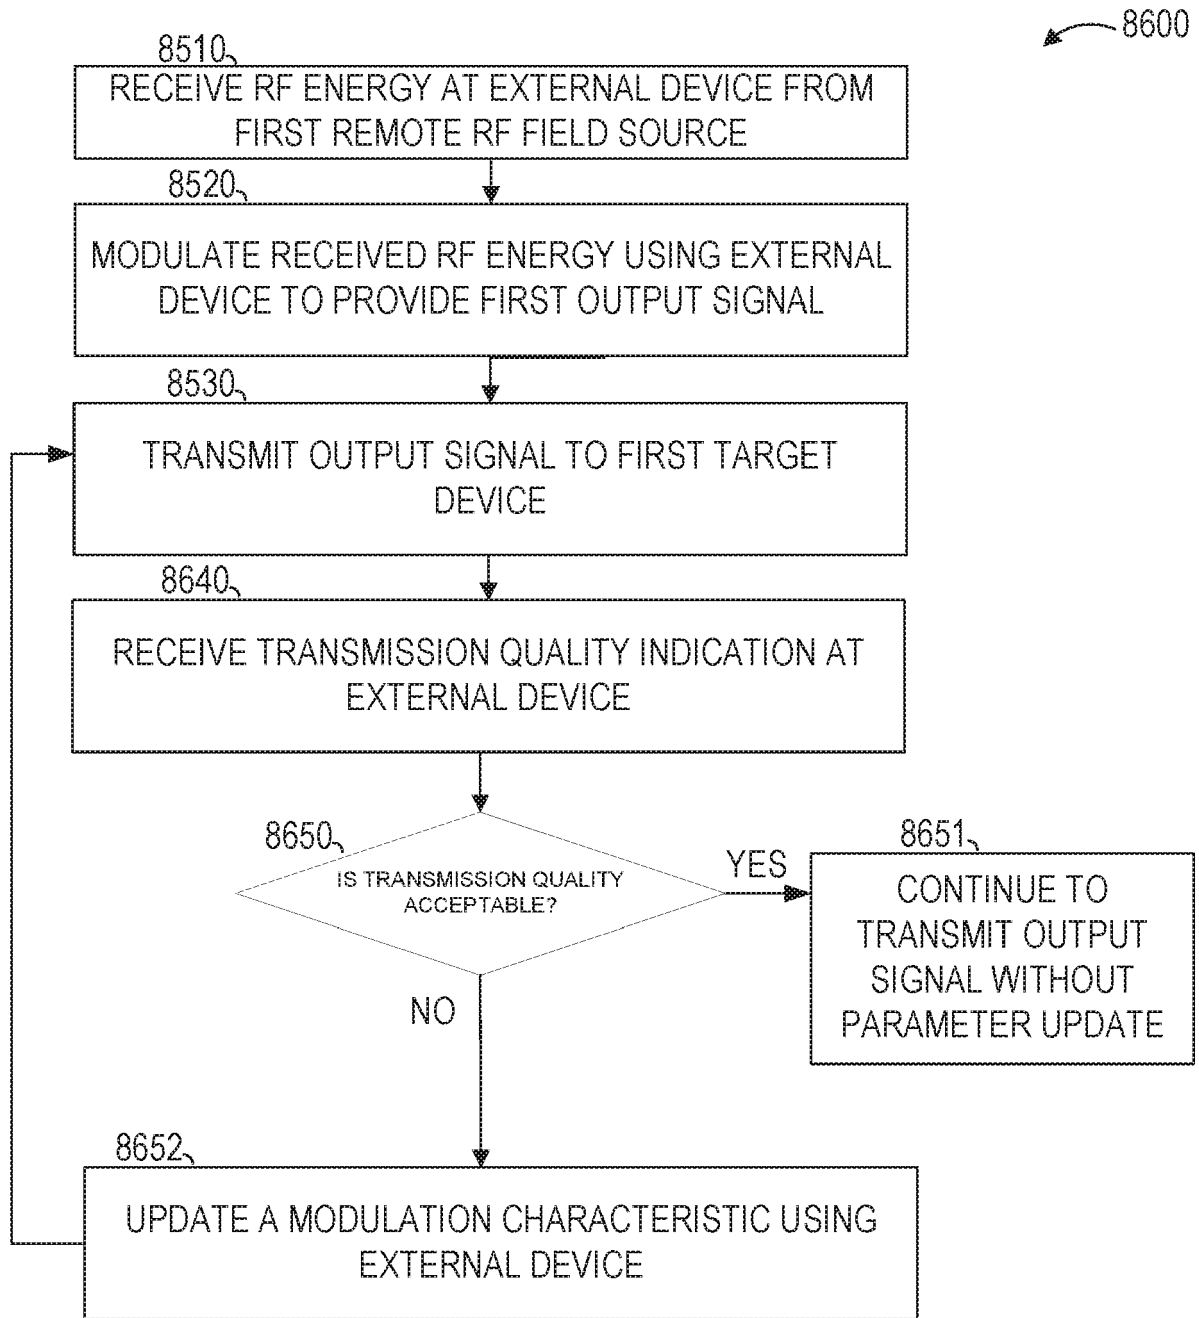 8600
8510
RECEIVE RF ENERGY AT EXTERNAL DEVICE FROM
FIRST REMOTE RF FIELD SOURCE
8520
MODULATE RECEIVED RF ENERGY USING EXTERNAL
DEVICE TO PROVIDE FIRST OUTPUT SIGNAL
8530
TRANSMIT OUTPUT SIGNAL TO FIRST TARGET
DEVICE
8640
RECEIVE TRANSMISSION QUALITY INDICATION AT
EXTERNAL DEVICE
8650
IS TRANSMISSION QUALITY
ACCEPTABLE?
YES
8651
CONTINUE TO
TRANSMIT OUTPUT
SIGNAL WITHOUT
PARAMETER UPDATE
NO
8652
UPDATE A MODULATION CHARACTERISTIC USING
EXTERNAL DEVICE